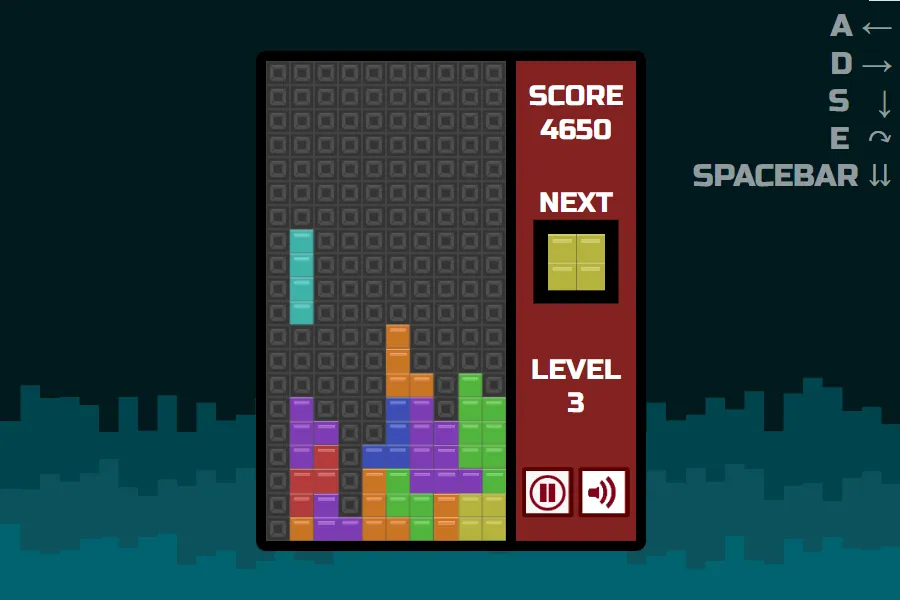 A ←
D →
S ↓
E ↷
SPACEBAR ⇊
SCORE
4650
NEXT
LEVEL
3